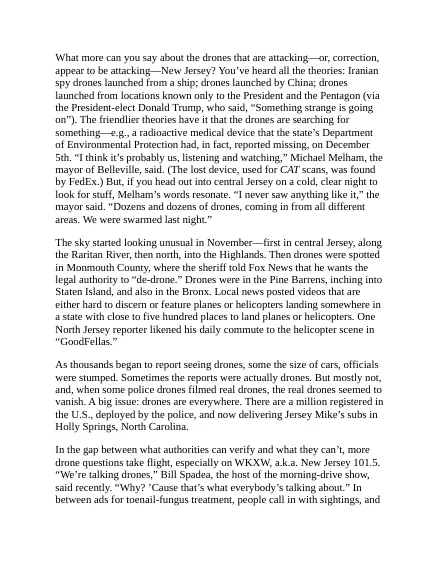 What more can you say about the drones that are attacking—or, correction,
appear to be attacking—New Jersey? You’ve heard all the theories: Iranian
spy drones launched from a ship; drones launched by China; drones
launched from locations known only to the President and the Pentagon (via
the President-elect Donald Trump, who said, “Something strange is going
on”). The friendlier theories have it that the drones are searching for
something—e.g., a radioactive medical device that the state’s Department
of Environmental Protection had, in fact, reported missing, on December
5th. “I think it’s probably us, listening and watching,” Michael Melham, the
mayor of Belleville, said. (The lost device, used for CAT scans, was found
by FedEx.) But, if you head out into central Jersey on a cold, clear night to
look for stuff, Melham’s words resonate. “I never saw anything like it,” the
mayor said. “Dozens and dozens of drones, coming in from all different
areas. We were swarmed last night.”
The sky started looking unusual in November—first in central Jersey, along
the Raritan River, then north, into the Highlands. Then drones were spotted
in Monmouth County, where the sheriff told Fox News that he wants the
legal authority to “de-drone.” Drones were in the Pine Barrens, inching into
Staten Island, and also in the Bronx. Local news posted videos that are
either hard to discern or feature planes or helicopters landing somewhere in
a state with close to five hundred places to land planes or helicopters. One
North Jersey reporter likened his daily commute to the helicopter scene in
“GoodFellas.”
As thousands began to report seeing drones, some the size of cars, officials
were stumped. Sometimes the reports were actually drones. But mostly not,
and, when some police drones filmed real drones, the real drones seemed to
vanish. A big issue: drones are everywhere. There are a million registered in
the U.S., deployed by the police, and now delivering Jersey Mike’s subs in
Holly Springs, North Carolina.
In the gap between what authorities can verify and what they can’t, more
drone questions take flight, especially on WKXW, a.k.a. New Jersey 101.5.
“We’re talking drones,” Bill Spadea, the host of the morning-drive show,
said recently. “Why? ’Cause that’s what everybody’s talking about.” In
between ads for toenail-fungus treatment, people call in with sightings, and